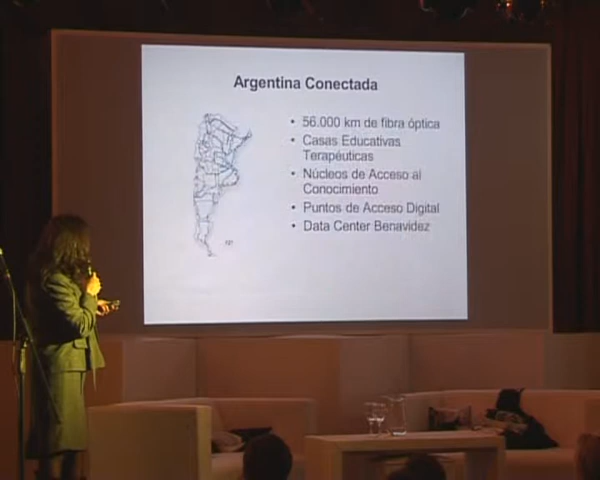 Argentina Conectada
• 56.000 km de fibra óptica
• Casas Educativas
Terapéuticas
• Núcleos de Acceso al
Conocimiento
• Puntos de Acceso Digital
• Data Center Benavidez